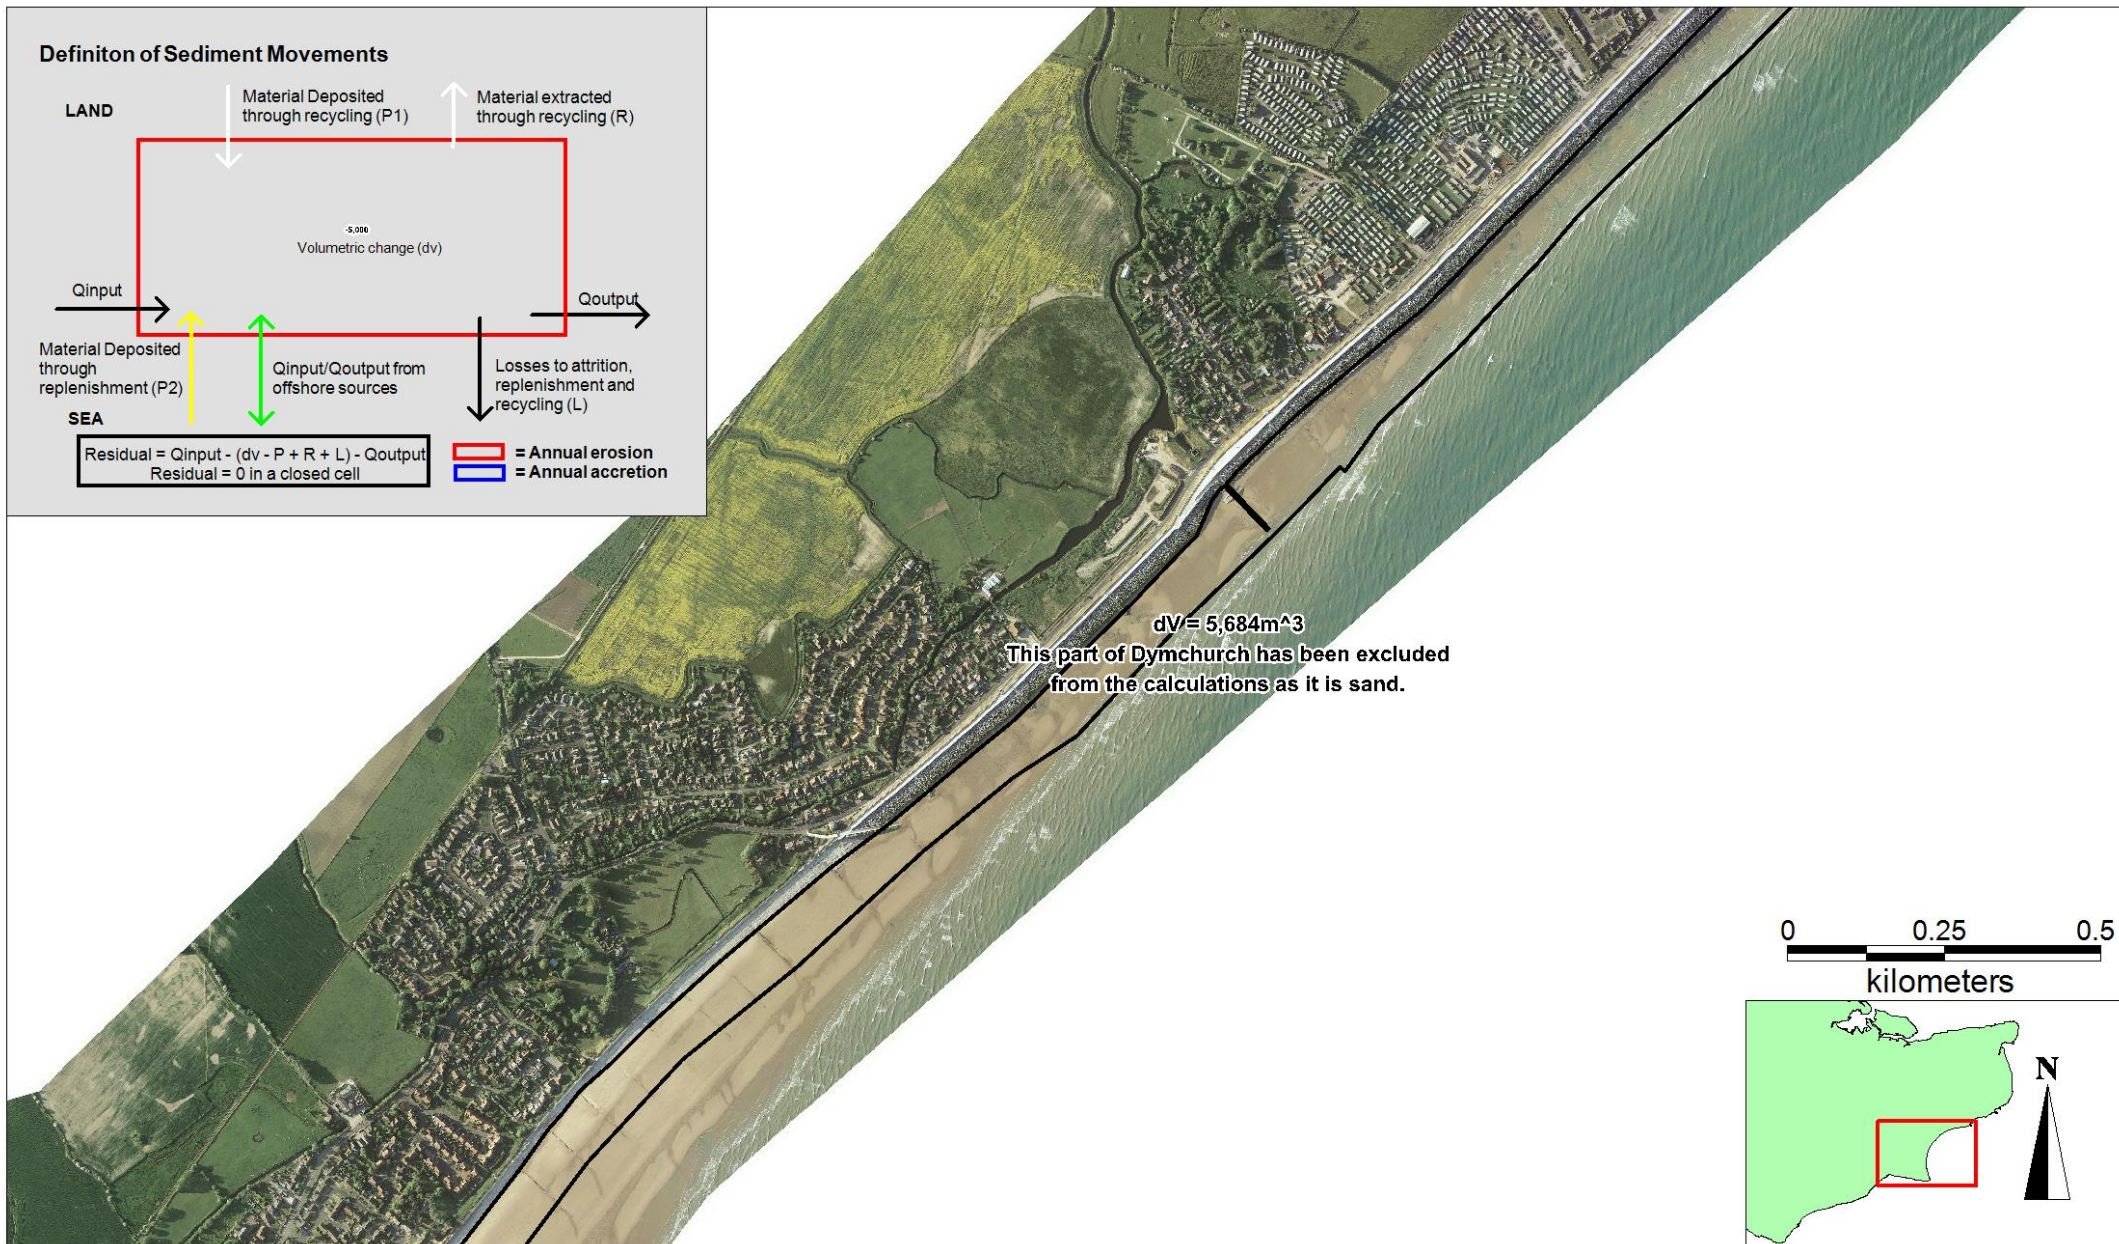 Definiton of Sediment Movements
LAND
Material Deposited
through recycling (P1)
Material extracted
through recycling (R)
-5,000
Volumetric change (dv)
Qinput
Qoutput
Material Deposited
through
replenishment (P2)
Qinput/Qoutput from
offshore sources
Losses to attrition,
replenishment and
recycling (L)
SEA
Residual = Qinput - (dv - P + R + L) - Qoutput
Residual = 0 in a closed cell
= Annual erosion
= Annual accretion
dV = 5,684m^3
This part of Dymchurch has been excluded
from the calculations as it is sand.
0 0.25 0.5
kilometers
N